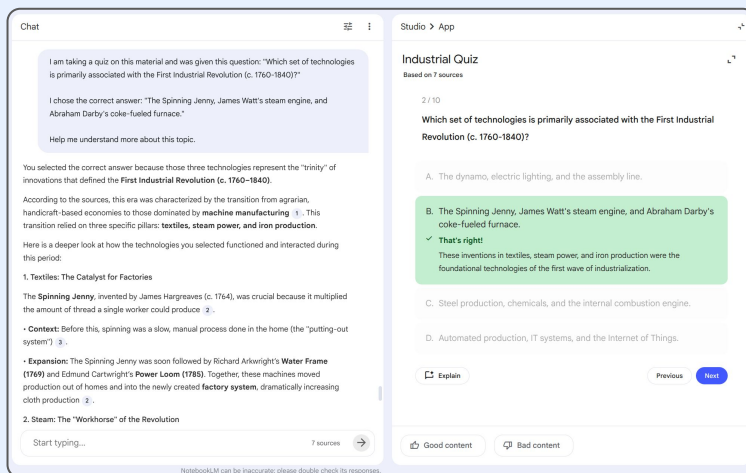 Chat
I am taking a quiz on this material and was given this question: "Which set of technologies
is primarily associated with the First Industrial Revolution (c. 1760-1840)?"
I chose the correct answer: "The Spinning Jenny, James Watt's steam engine, and
Abraham Darby's coke-fueled furnace."
Help me understand more about this topic.
You selected the correct answer because those three technologies represent the "trinity" of
innovations that defined the First Industrial Revolution (c. 1760–1840).
According to the sources, this era was characterized by the transition from agrarian,
handicraft-based economies to those dominated by machine manufacturing 1 . This
transition relied on three specific pillars: textiles, steam power, and iron production.
Here is a deeper look at how the technologies you selected functioned and interacted during
this period:
1. Textiles: The Catalyst for Factories
The Spinning Jenny, invented by James Hargreaves (c. 1764), was crucial because it multiplied
the amount of thread a single worker could produce 2 .
• Context: Before this, spinning was a slow, manual process done in the home (the "putting-out
system") 3 .
• Expansion: The Spinning Jenny was soon followed by Richard Arkwright's Water Frame
(1769) and Edmund Cartwright's Power Loom (1785). Together, these machines moved
production out of homes and into the newly created factory system, dramatically increasing
cloth production 2 .
2. Steam: The "Workhorse" of the Revolution
Start typing...
7 sources
NotebookLM can be inaccurate; please double check its responses.
Studio > App
Industrial Quiz
Based on 7 sources
2 / 10
Which set of technologies is primarily associated with the First Industrial
Revolution (c. 1760-1840)?
A. The dynamo, electric lighting, and the assembly line.
B. The Spinning Jenny, James Watt's steam engine, and Abraham Darby's
coke-fueled furnace.
That's right!
These inventions in textiles, steam power, and iron production were the
foundational technologies of the first wave of industrialization.
C. Steel production, chemicals, and the internal combustion engine.
D. Automated production, IT systems, and the Internet of Things.
Explain
Previous
Next
Good content
Bad content